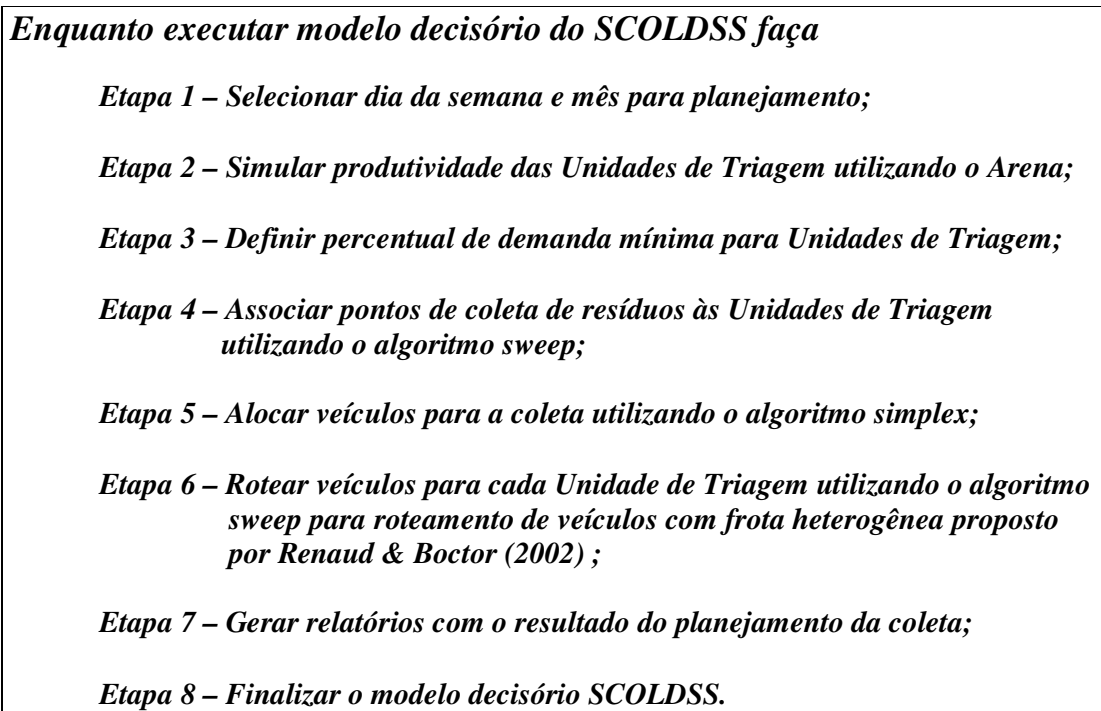 Enquanto executar modelo decisório do SCOLDSS faça
Etapa 1 – Selecionar dia da semana e mês para planejamento;
Etapa 2 – Simular produtividade das Unidades de Triagem utilizando o Arena;
Etapa 3 – Definir percentual de demanda mínima para Unidades de Triagem;
Etapa 4 – Associar pontos de coleta de resíduos às Unidades de Triagem
utilizando o algoritmo sweep;
Etapa 5 – Alocar veículos para a coleta utilizando o algoritmo simplex;
Etapa 6 – Rotear veículos para cada Unidade de Triagem utilizando o algoritmo
sweep para roteamento de veículos com frota heterogênea proposto
por Renaud & Boctor (2002) ;
Etapa 7 – Gerar relatórios com o resultado do planejamento da coleta;
Etapa 8 – Finalizar o modelo decisório SCOLDSS.